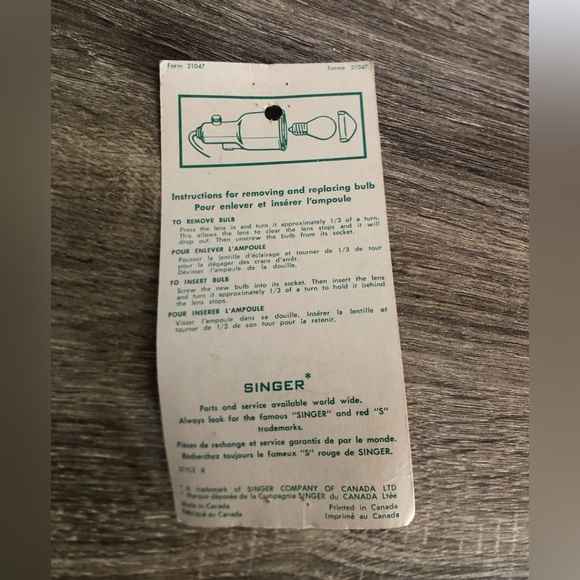 Form 21047
Forme 21047
Instructions for removing and replacing bulb
Pour enlever et insérer l'ampoule
TO REMOVE BULB
Press the lens in and turn it approximately 1/3 of a turn.
This allows the lens to clear the lens stops and it will
drop out. Then unscrew the bulb from its socket.
POUR ENLEVER L'AMPOULE
Pousser la lentille d'éclairage et tourner de 1/3 de tour
pour la dégager des crans d'arrêt.
Dévisser l'ampoule de la douille.
TO INSERT BULB
Screw the new bulb into its socket. Then insert the lens
and turn it approximately 1/3 of a turn to hold it behind
the lens stops.
POUR INSERER L'AMPOULE
Visser l'ampoule dans sa douille. Insérer la lentille et
tourner de 1/3 de son tour pour la retenir.
SINGER*
Parts and service available world wide.
Always look for the famous "SINGER" and red "S"
trademarks.
Pièces de rechange et service garantis de par le monde.
Recherchez toujours le fameux "S" rouge de SINGER.
STYLE
* A trademark of SINGER COMPANY OF CANADA LTD
* Marque déposée de la Compagnie SINGER du CANADA Ltée
Made in Canada
Fabriqué au Canada
Printed in Canada
Imprimé au Canada